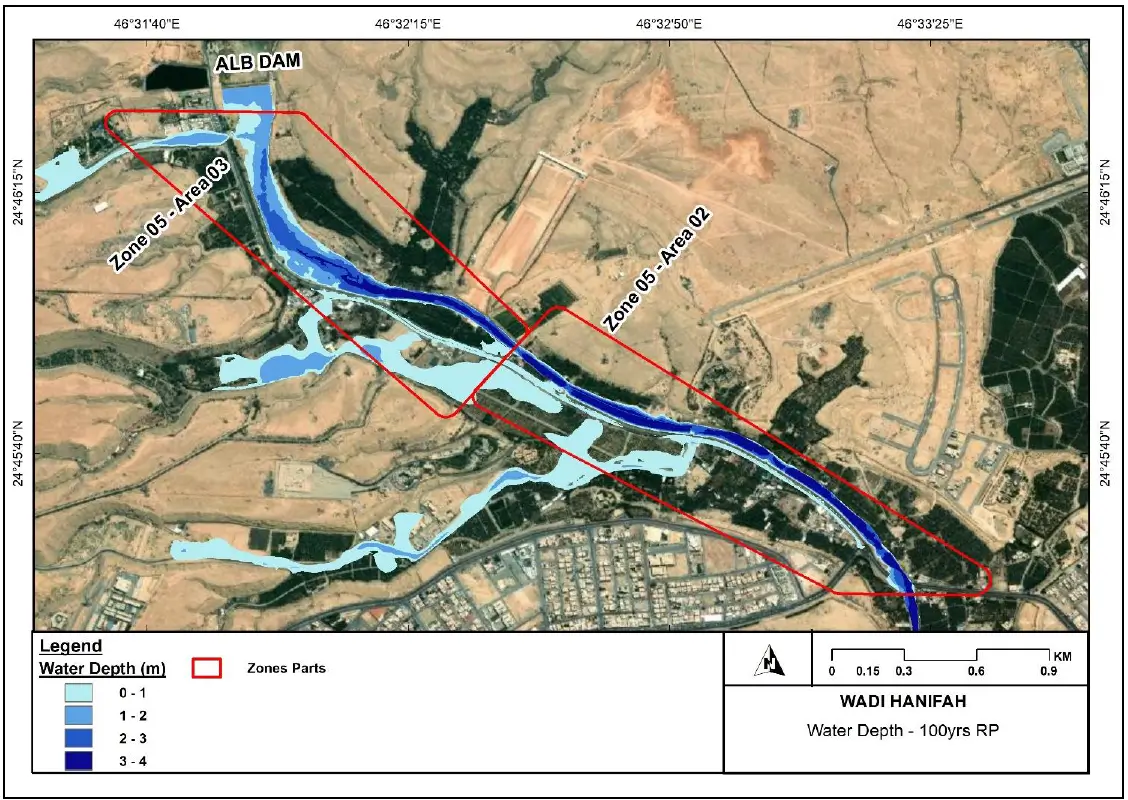 46°31'40"E
46°32'15"E
46°32'50"E
46°33'25"E
ALB DAM
24°46'15"N
24°46'15"N
Zone 05 - Area 03
Zone 05 - Area 02
24°45'40"N
24°45'40"N
Legend
Water Depth (m)
Zones Parts
0 - 1
1 - 2
2 - 3
3 - 4
N
KM
0 0.15 0.3 0.6 0.9
WADI HANIFAH
Water Depth - 100yrs RP